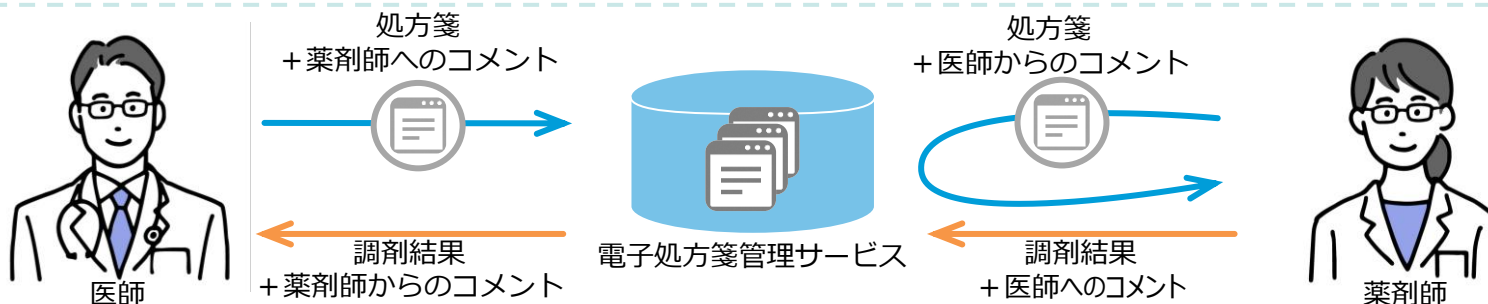 処方箋
＋薬剤師へのコメント
処方箋
＋医師からのコメント
電子処方箋管理サービス
調剤結果
＋薬剤師からのコメント
調剤結果
＋医師へのコメント
医師
薬剤師